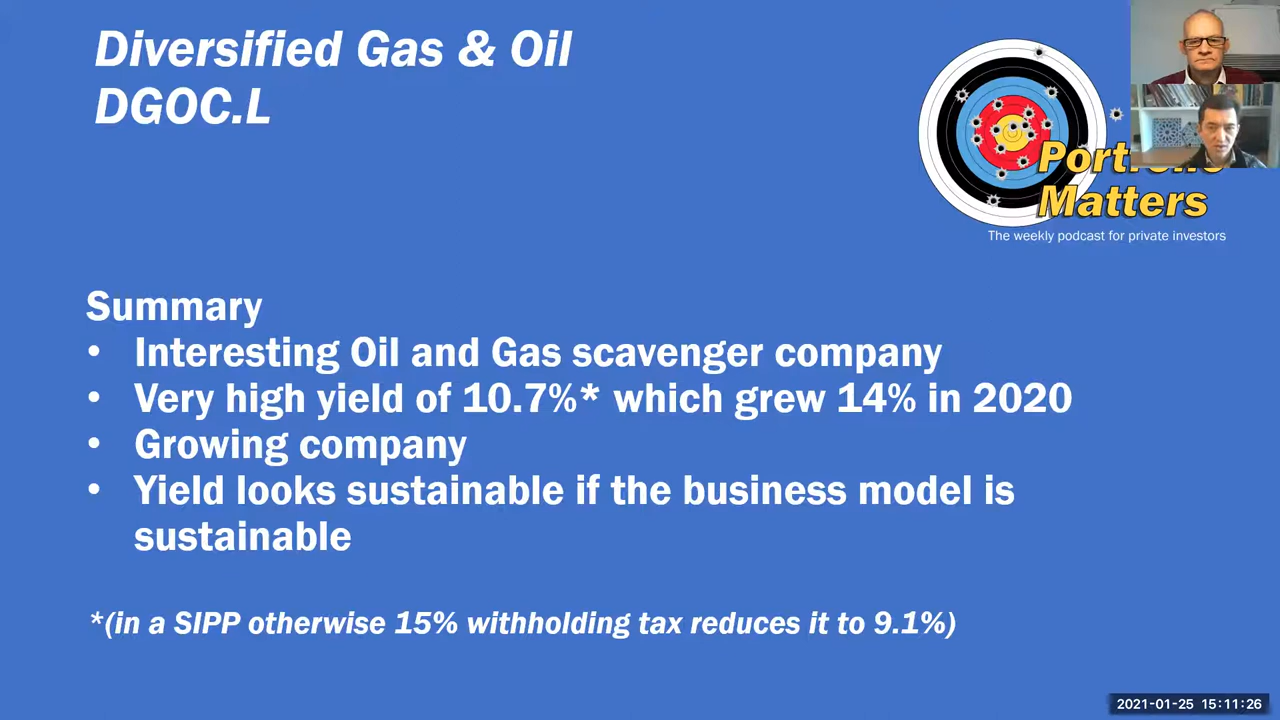 Diversified Gas & Oil
DGOC.L
Matters
The weekly podcast for private investors
Summary
• Interesting Oil and Gas scavenger company
• Very high yield of 10.7%* which grew 14% in 2020
• Growing company
• Yield looks sustainable if the business model is
sustainable
*(in a SIPP otherwise 15% withholding tax reduces it to 9.1%)
2021-01-25 15:11:26